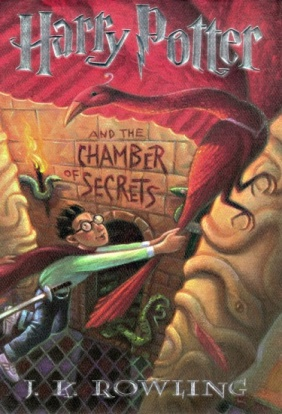 Harry Potter
AND THE
CHAMBER
OF
SECRETS
J. K. ROWLING